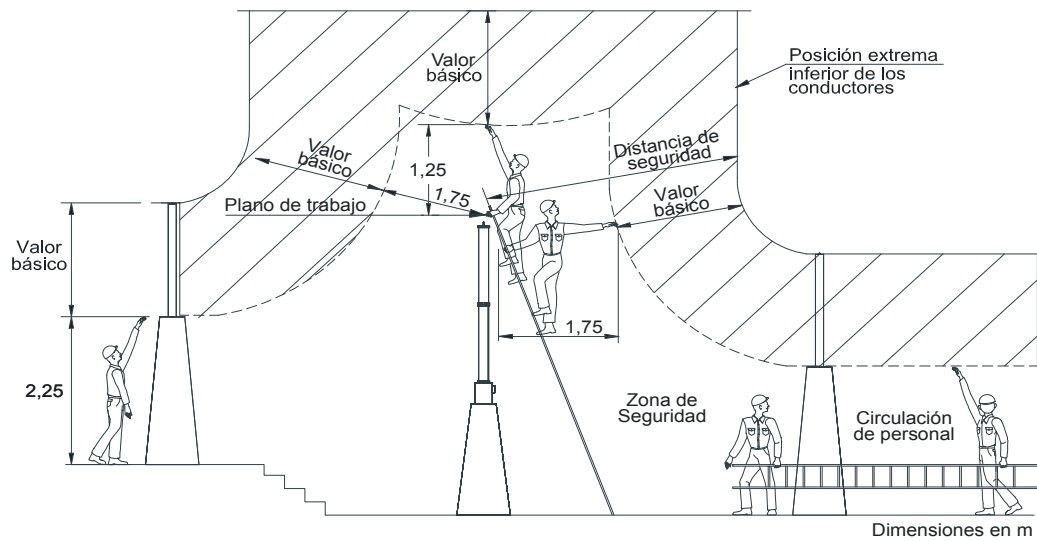 Valor
básico
Posición extrema
inferior de los
conductores
Valor
básico
1,25
Distancia de
seguridad
1,75
Plano de trabajo
Valor
básico
Valor
básico
1,75
2,25
Zona de
Seguridad
Circulación
de personal
Dimensiones en m